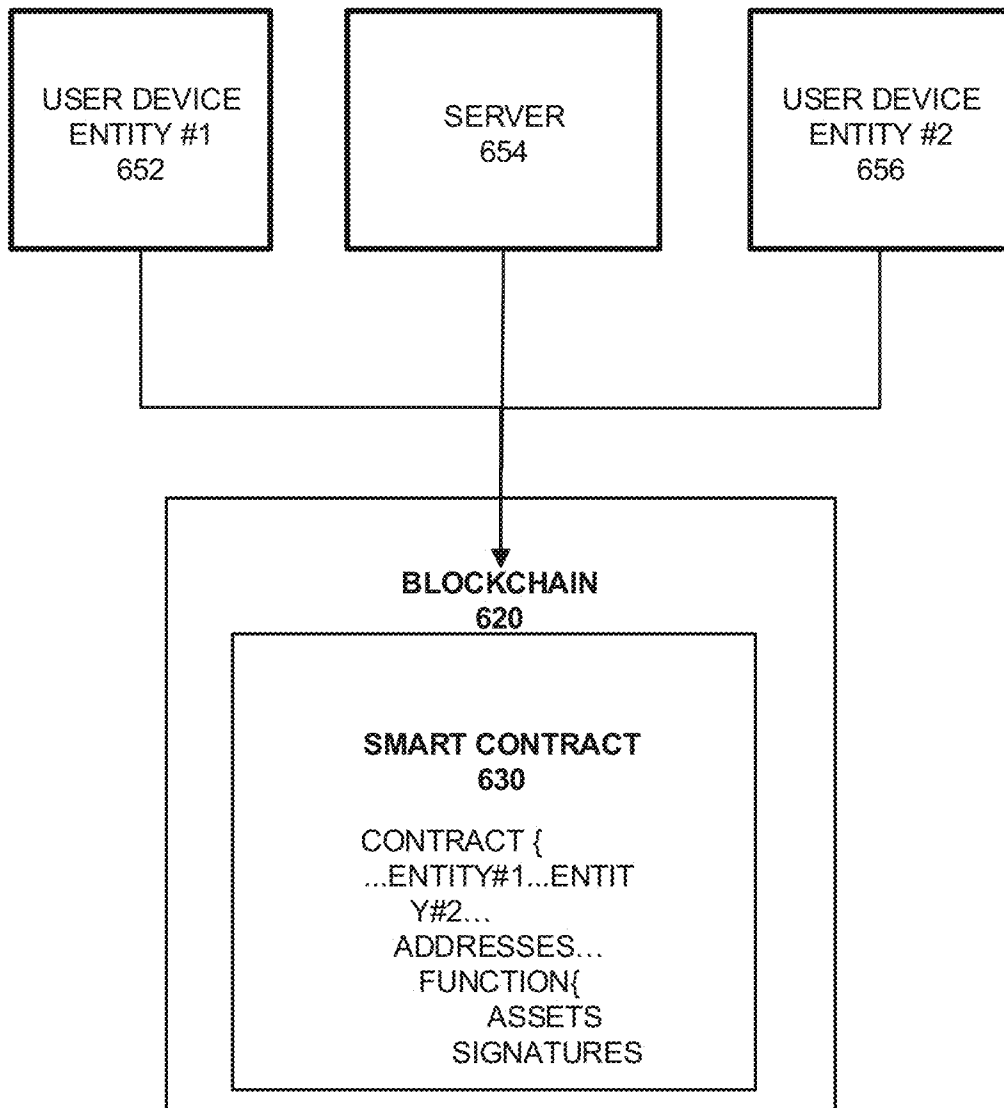 USER DEVICE
ENTITY #1
652
SERVER
654
USER DEVICE
ENTITY #2
656
BLOCKCHAIN
620
SMART CONTRACT
630
CONTRACT {
...ENTITY#1...ENTIT
Y#2...
ADDRESSES...
FUNCTION{
ASSETS
SIGNATURES